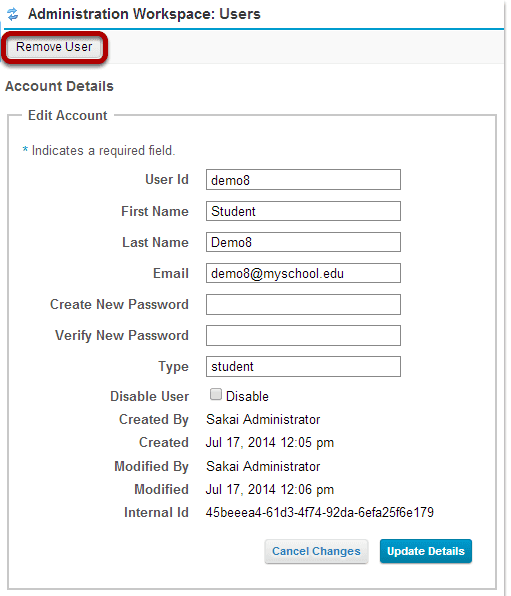 Administration Workspace: Users
Remove User
Account Details
Edit Account
* Indicates a required field.
User Id demo8
First Name Student
Last Name Demo8
Email demo8@myschool.edu
Create New Password
Verify New Password
Type student
Disable User Disable
Created By Sakai Administrator
Created Jul 17, 2014 12:05 pm
Modified By Sakai Administrator
Modified Jul 17, 2014 12:06 pm
Internal Id 45beeea4-61d3-4f74-92da-6efa25f6e179
Cancel Changes Update Details